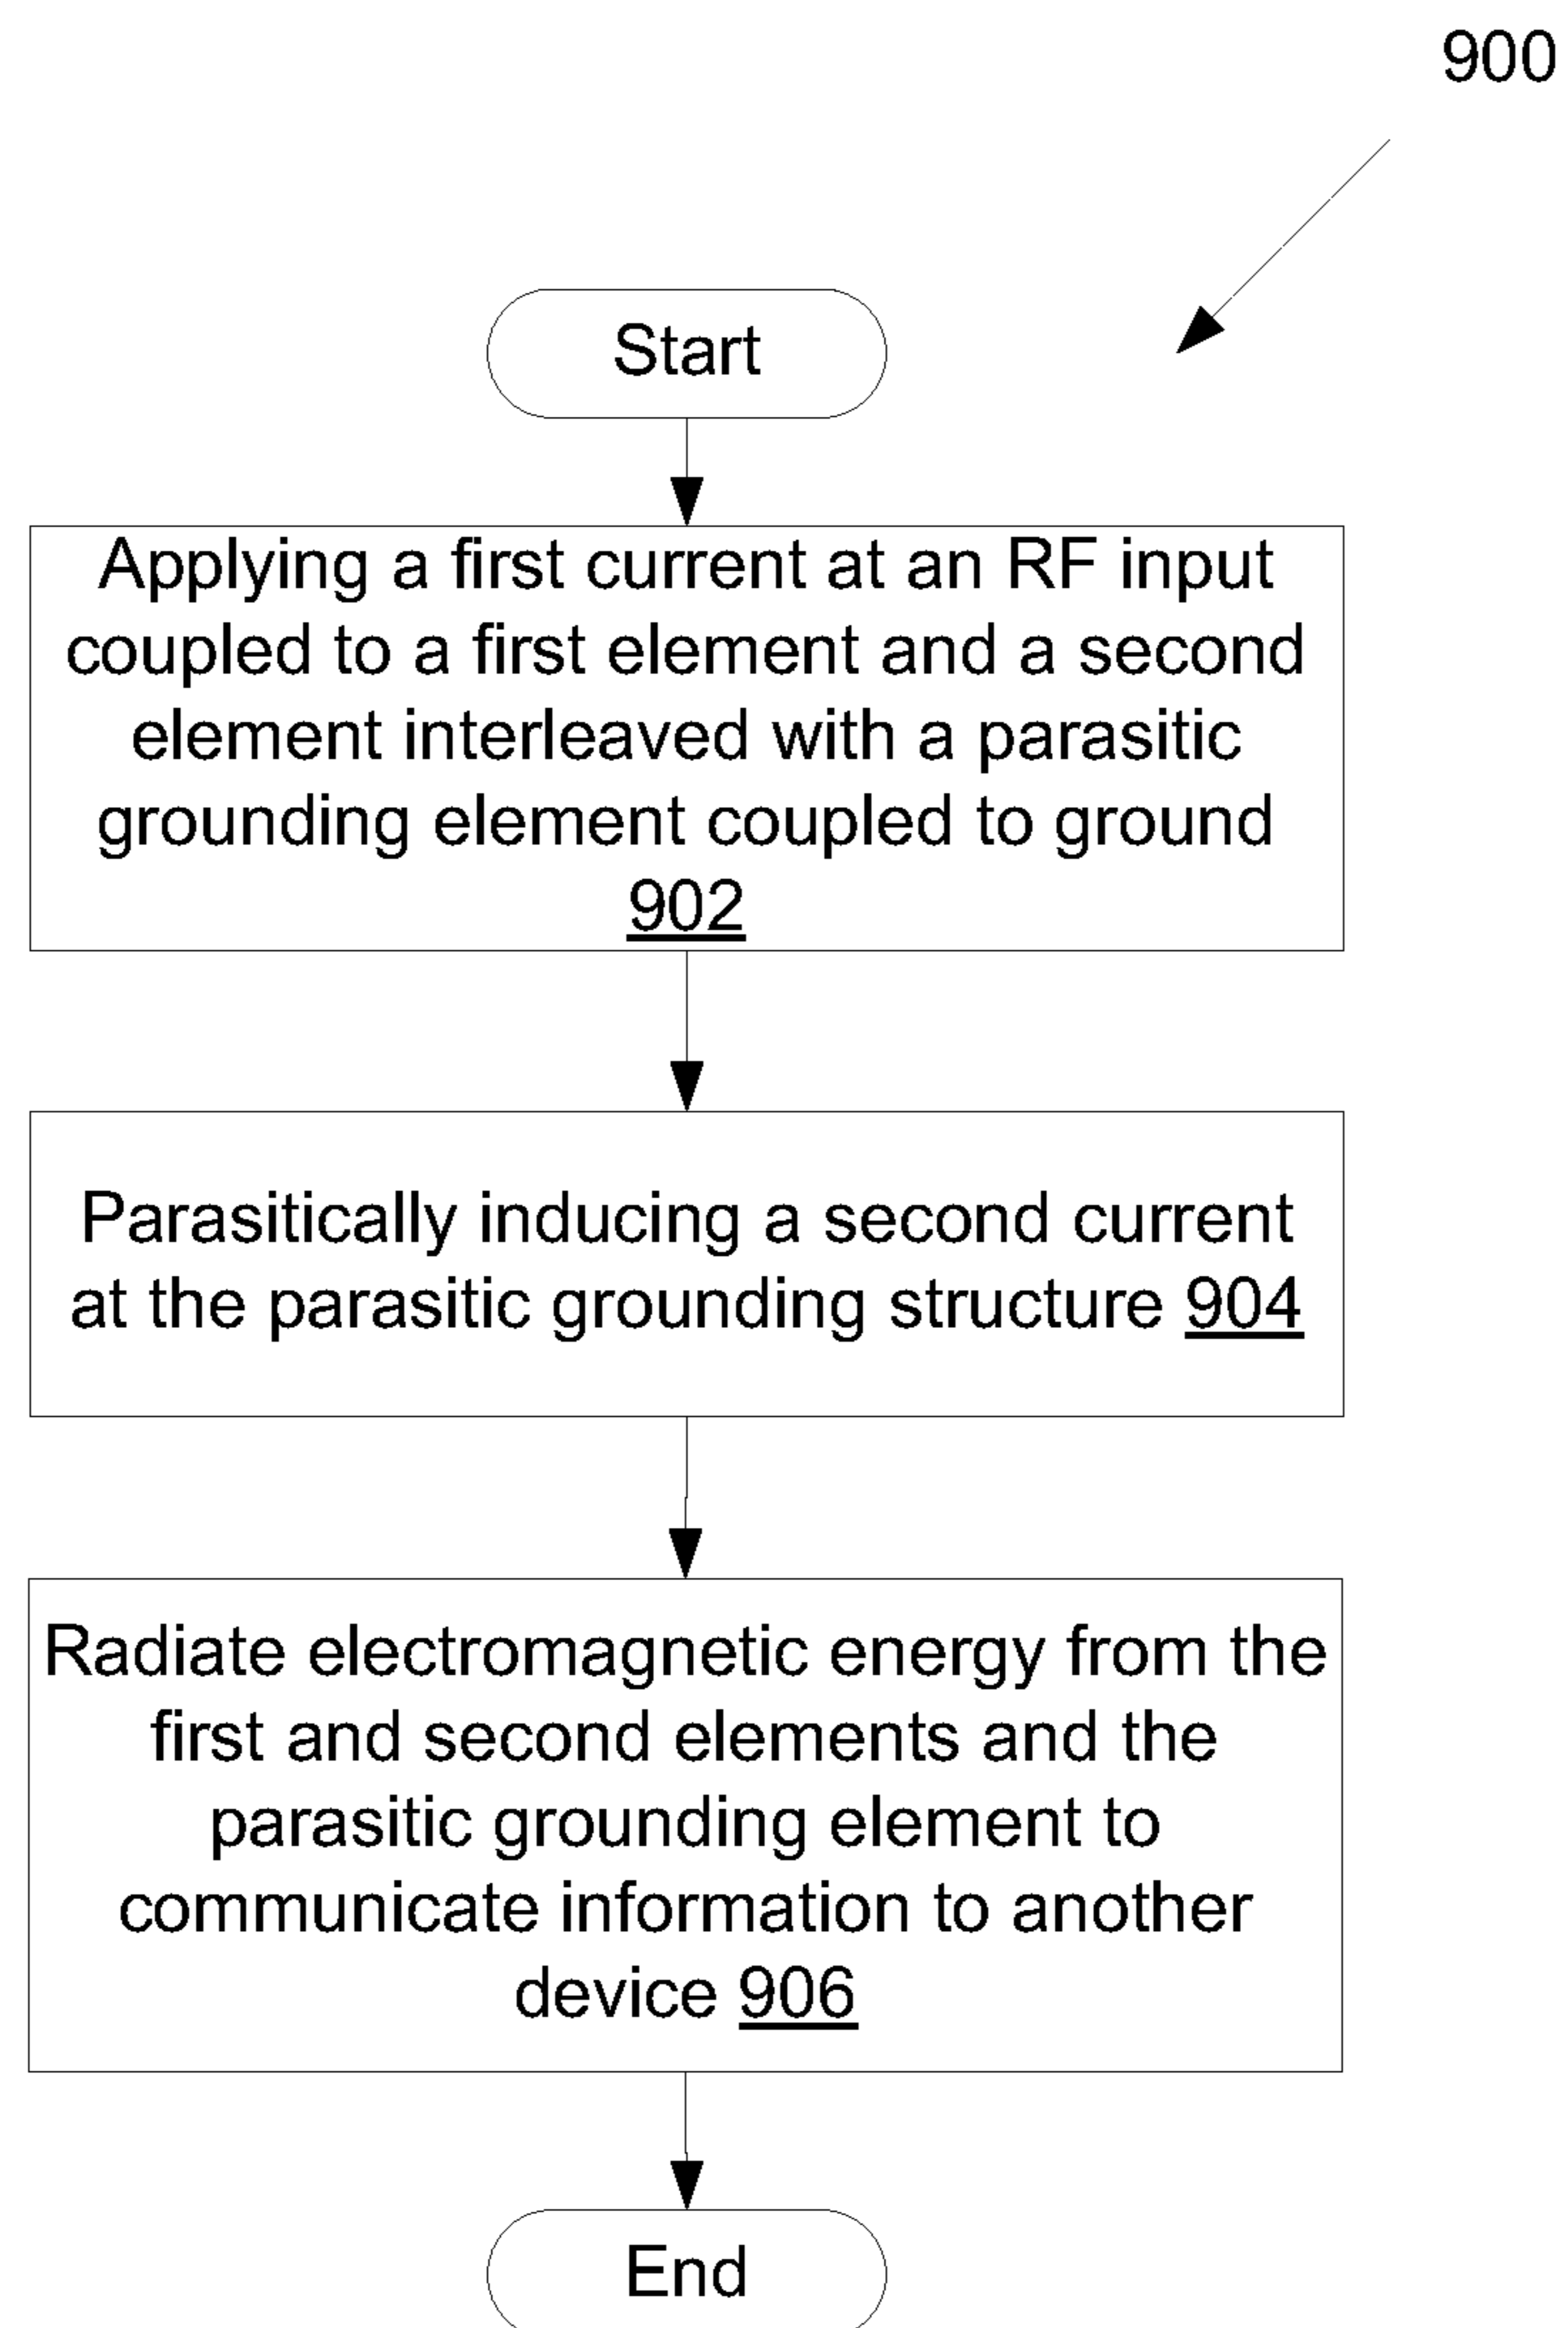 900
Start
Applying a first current at an RF input
coupled to a first element and a second
element interleaved with a parasitic
grounding element coupled to ground
902
Parasitically inducing a second current
at the parasitic grounding structure 904
Radiate electromagnetic energy from the
first and second elements and the
parasitic grounding element to
communicate information to another
device 906
End